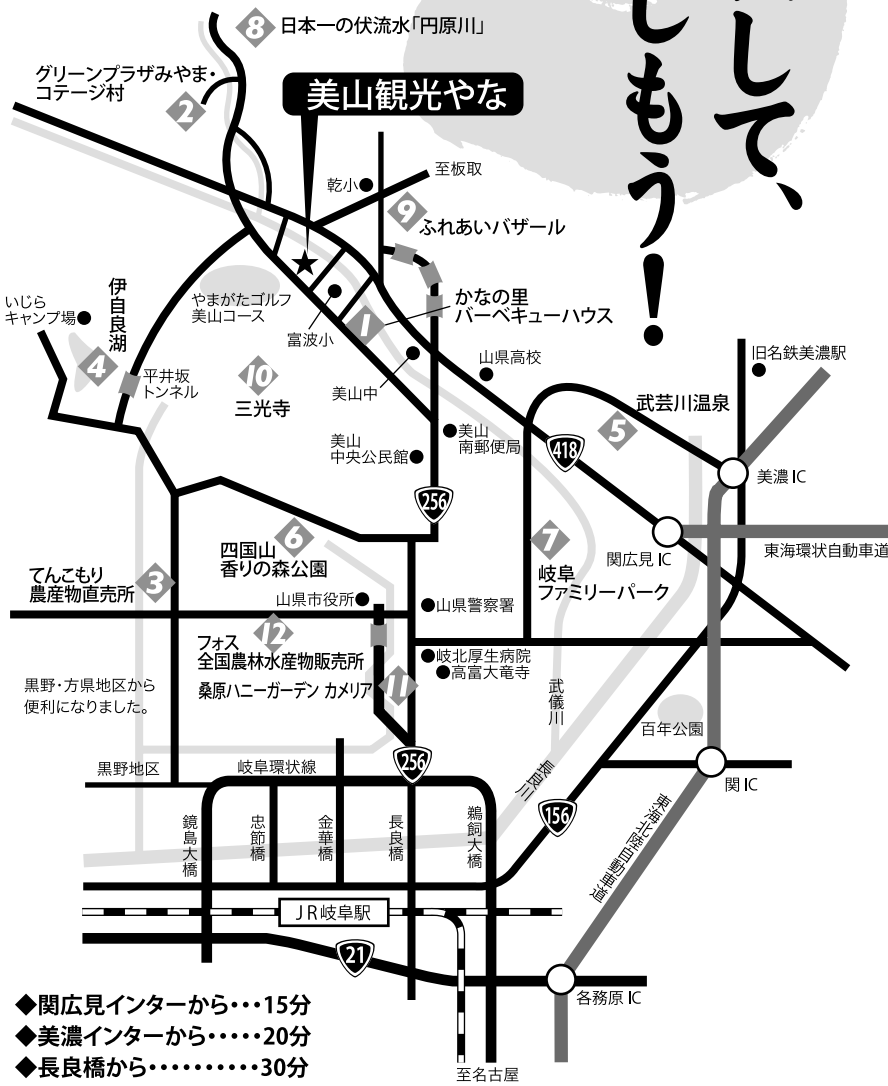 して、
しもう！
8 日本一の伏流水「円原川」
グリーンプラザみやま・
コテージ村
2
美山観光やな
乾小
至板取
9
ふれあいバザール
いじら
キャンプ場
伊自良湖
4
平井坂
トンネル
やまがたゴルフ
美山コース
富波小
1
かなの里
バーベキューハウス
10
三光寺
美山中
山県高校
旧名鉄美濃駅
武芸川温泉
5
美山
中央公民館
美山
南郵便局
418
美濃 IC
256
6
四国山
香りの森公園
7
岐阜
ファミリーパーク
関広見 IC
東海環状自動車道
てんこもり
農産物直売所
3
山県市役所
山県警察署
12
フォス
全国農林水産物販売所
岐北厚生病院
高富大竜寺
桑原ハニーガーデン カメリア
11
黒野・方県地区から
便利になりました。
武儀川
百年公園
黒野地区
岐阜環状線
256
長良川
156
関 IC
東海北陸自動車道
鏡島大橋
忠節橋
金華橋
長良橋
鵜飼大橋
JR岐阜駅
21
各務原 IC
◆関広見インターから・・・15分
◆美濃インターから・・・・・20分
◆長良橋から・・・・・・・・・・30分
至名古屋